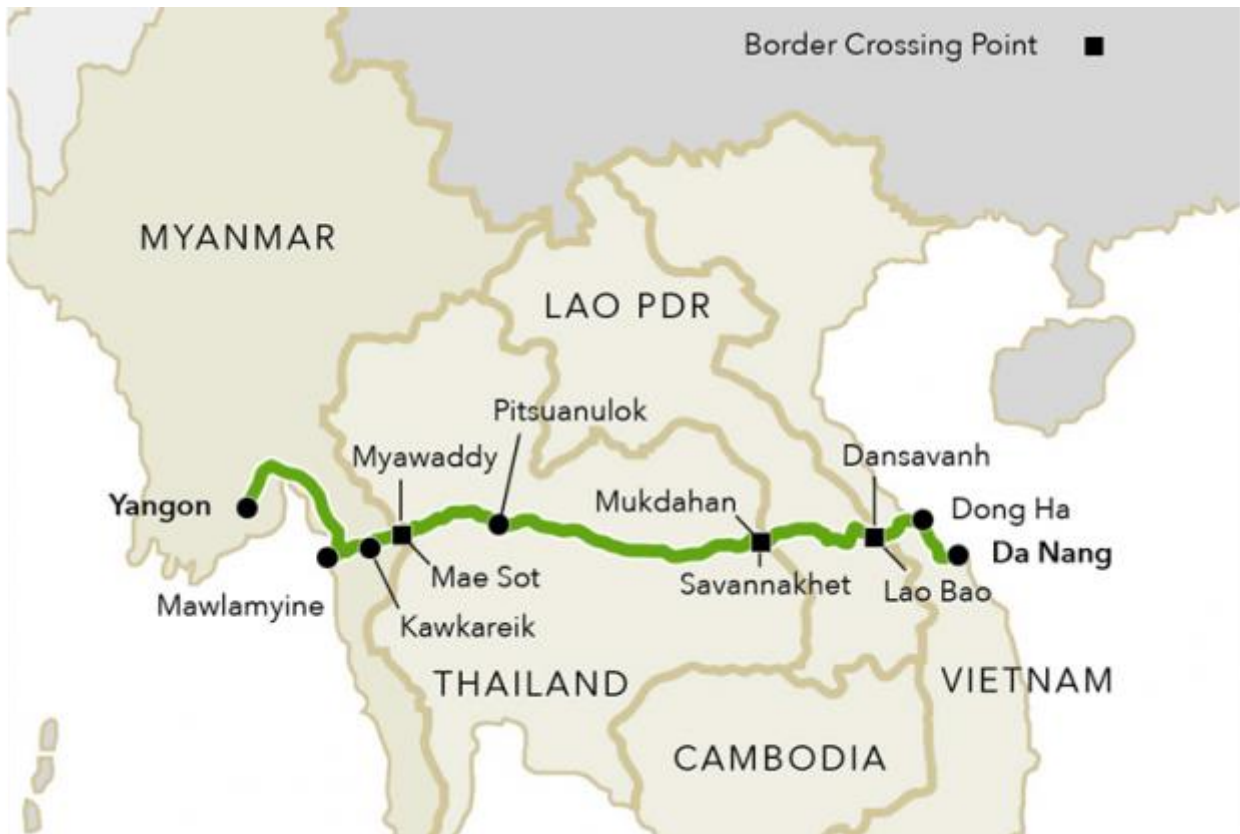 Border Crossing Point
MYANMAR
LAO PDR
Pitsuanulok
Myawaddy
Dansavanh
Mukdahan
Yangon
Dong Ha
Da Nang
Mae Sot
Savannakhet
Lao Bao
Mawlamyine
Kawkareik
THAILAND
VIETNAM
CAMBODIA